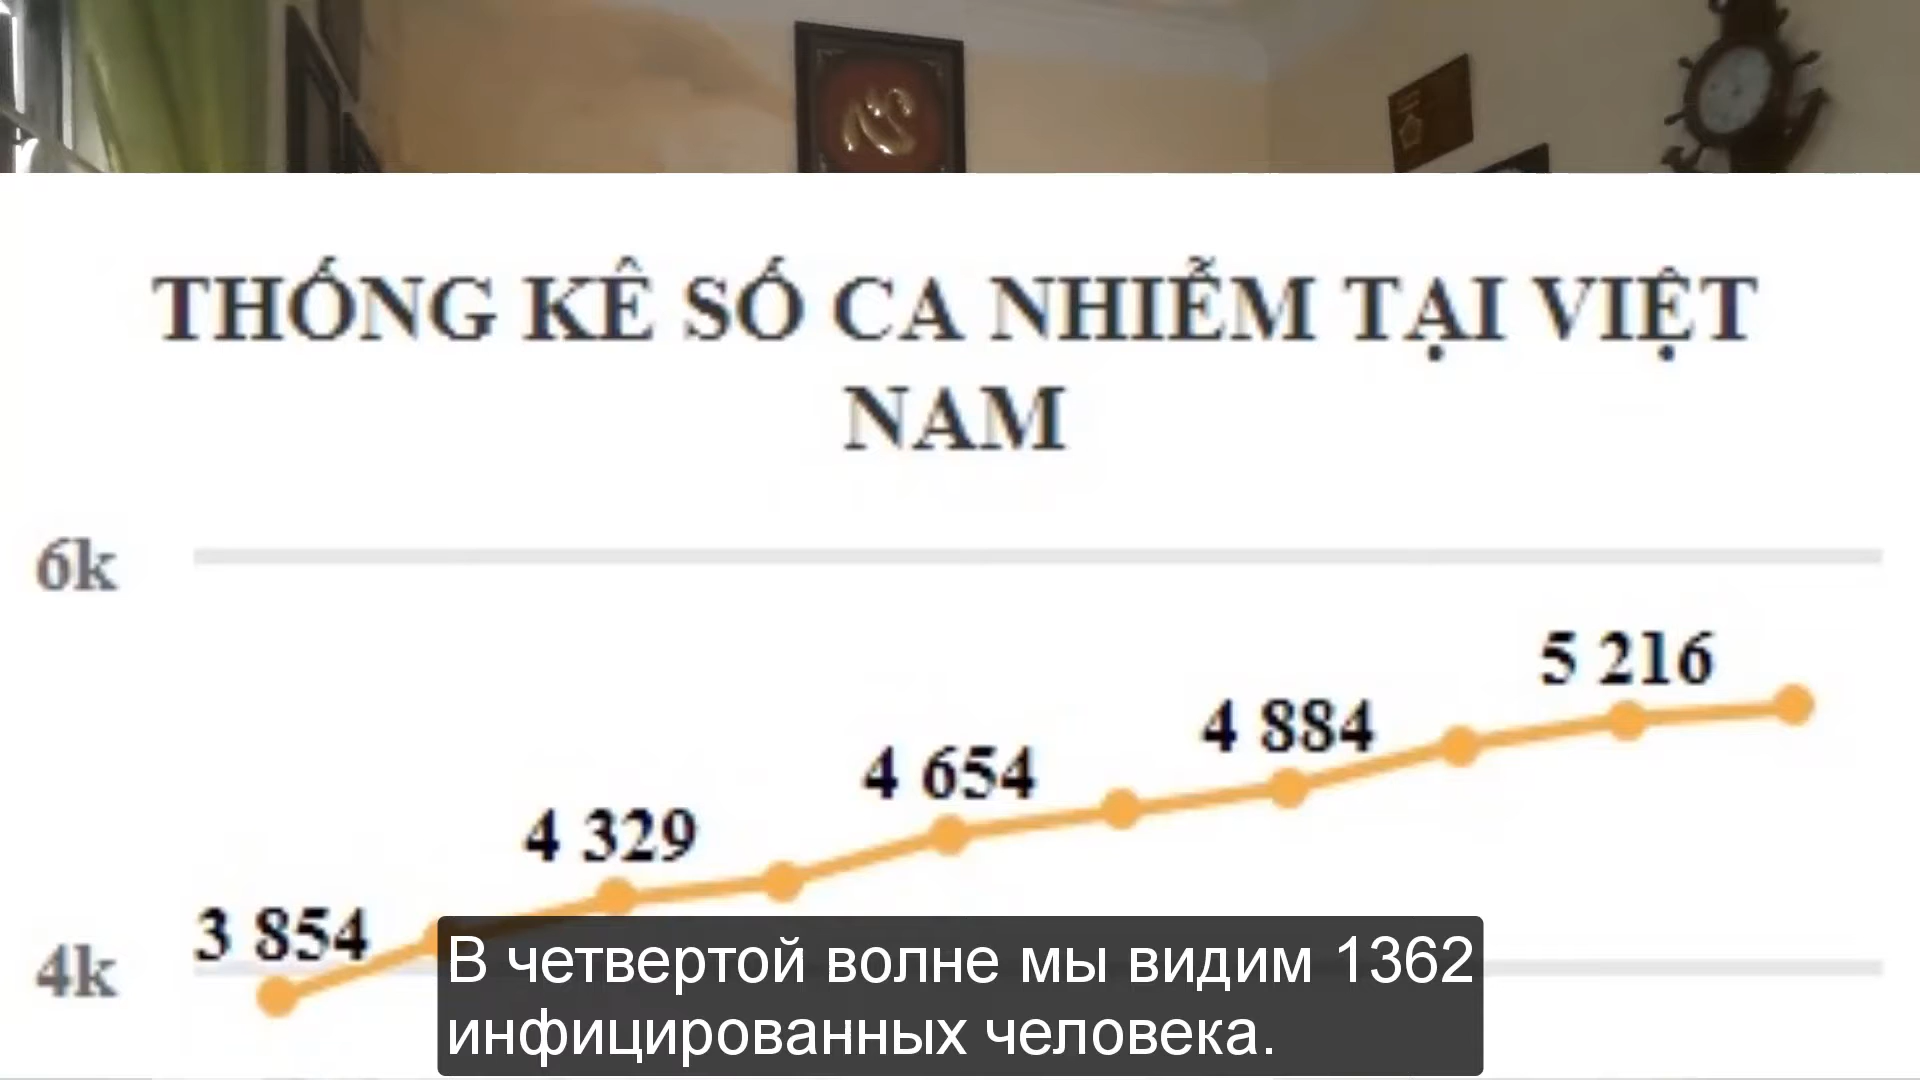 THỐNG KÊ SỐ CA NHIỄM TẠI VIỆT
NAM
6k
5 216
4 884
4 654
4 329
3 854
4k
В четвертой волне мы видим 1362
инфицированных человека.